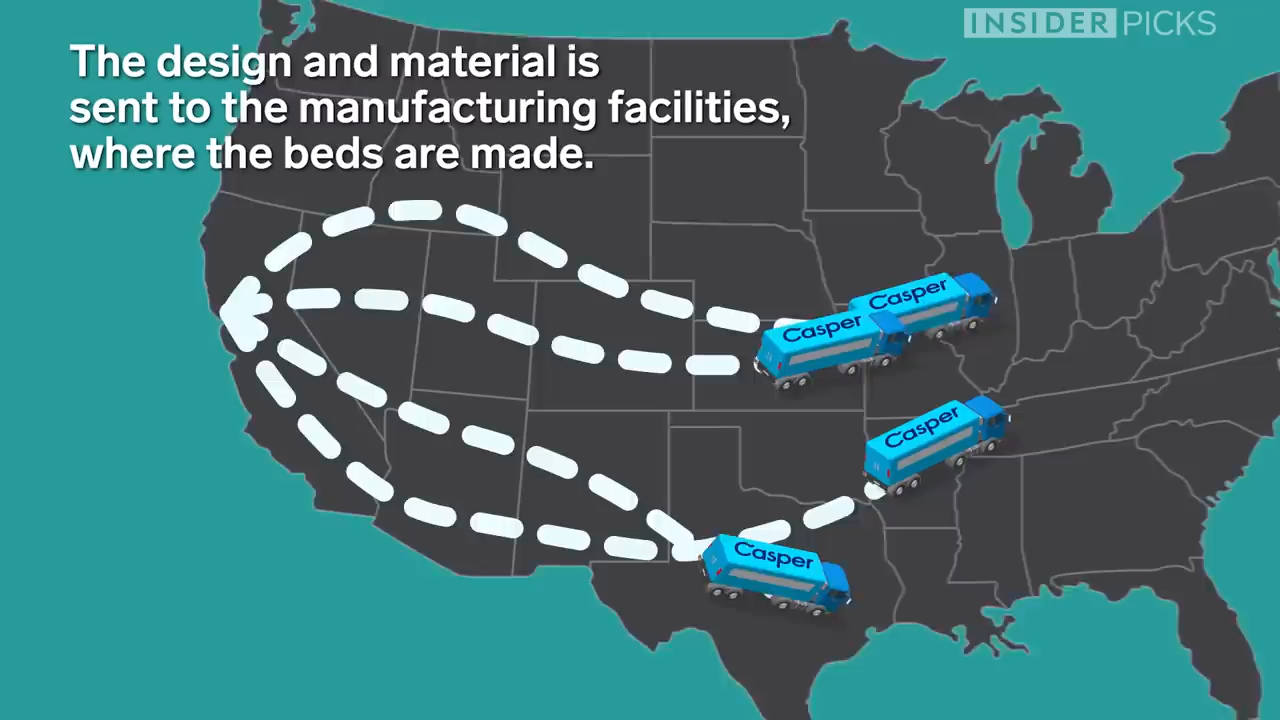 INSIDER PICKS
The design and material is
sent to the manufacturing facilities,
where the beds are made.
Casper
Casper
Casper
Casper